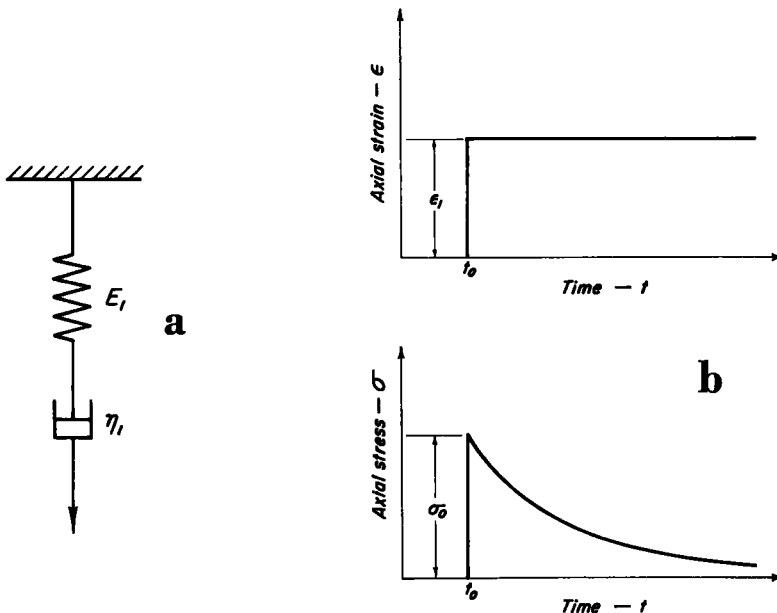 E₁
a
η₁
Axial strain – ϵ
ϵ₁
t₀
Time – t
b
Axial stress – σ
σ₀
t₀
Time – t